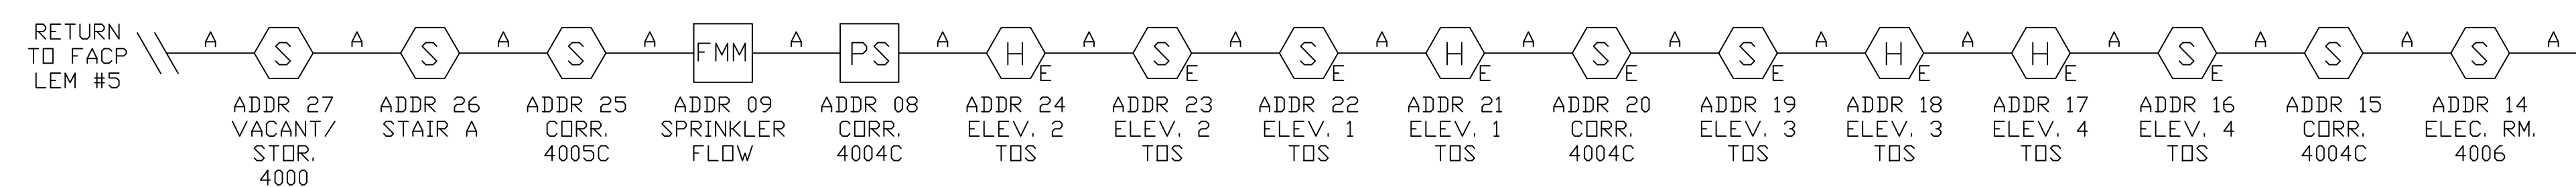 RETURN
TO FACP
LEM #5
A A A A A A A A A A A A A A A A A
S S S FMM PS H S S H S S H H S S S
E E E E E E E E E
ADDR 27
VACANT/
STOR.
4000
ADDR 26
STAIR A
ADDR 25
CORR.
4005C
ADDR 09
SPRINKLER
FLOW
ADDR 08
CORR.
4004C
ADDR 24
ELEV. 2
TOS
ADDR 23
ELEV. 2
TOS
ADDR 22
ELEV. 1
TOS
ADDR 21
ELEV. 1
TOS
ADDR 20
CORR.
4004C
ADDR 19
ELEV. 3
TOS
ADDR 18
ELEV. 3
TOS
ADDR 17
ELEV. 4
TOS
ADDR 16
ELEV. 4
TOS
ADDR 15
CORR.
4004C
ADDR 14
ELEC. RM.
4006